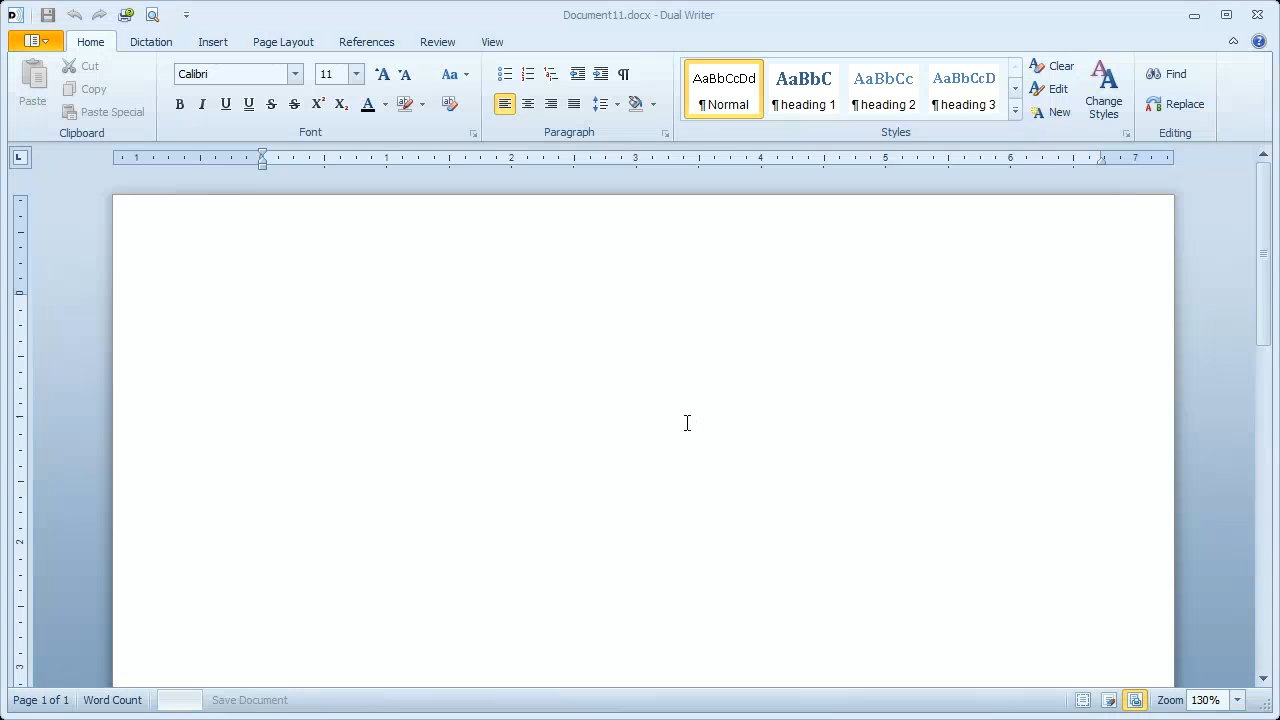 Document11.docx - Dual Writer
Home Dictation Insert Page Layout References Review View
Paste
Cut
Copy
Paste Special
Clipboard
Calibri 11 Aa
B I U U S S X² X₂ A
Font
Paragraph
AaBbCcDd AaBbC AaBbCc AaBbCcD
¶ Normal ¶ heading 1 ¶ heading 2 ¶ heading 3
Clear
Edit
New
Change Styles
Styles
Find
Replace
Editing
1 1 2 3 4 5 6 7
0
1
2
3
Page 1 of 1 Word Count Save Document Zoom 130%